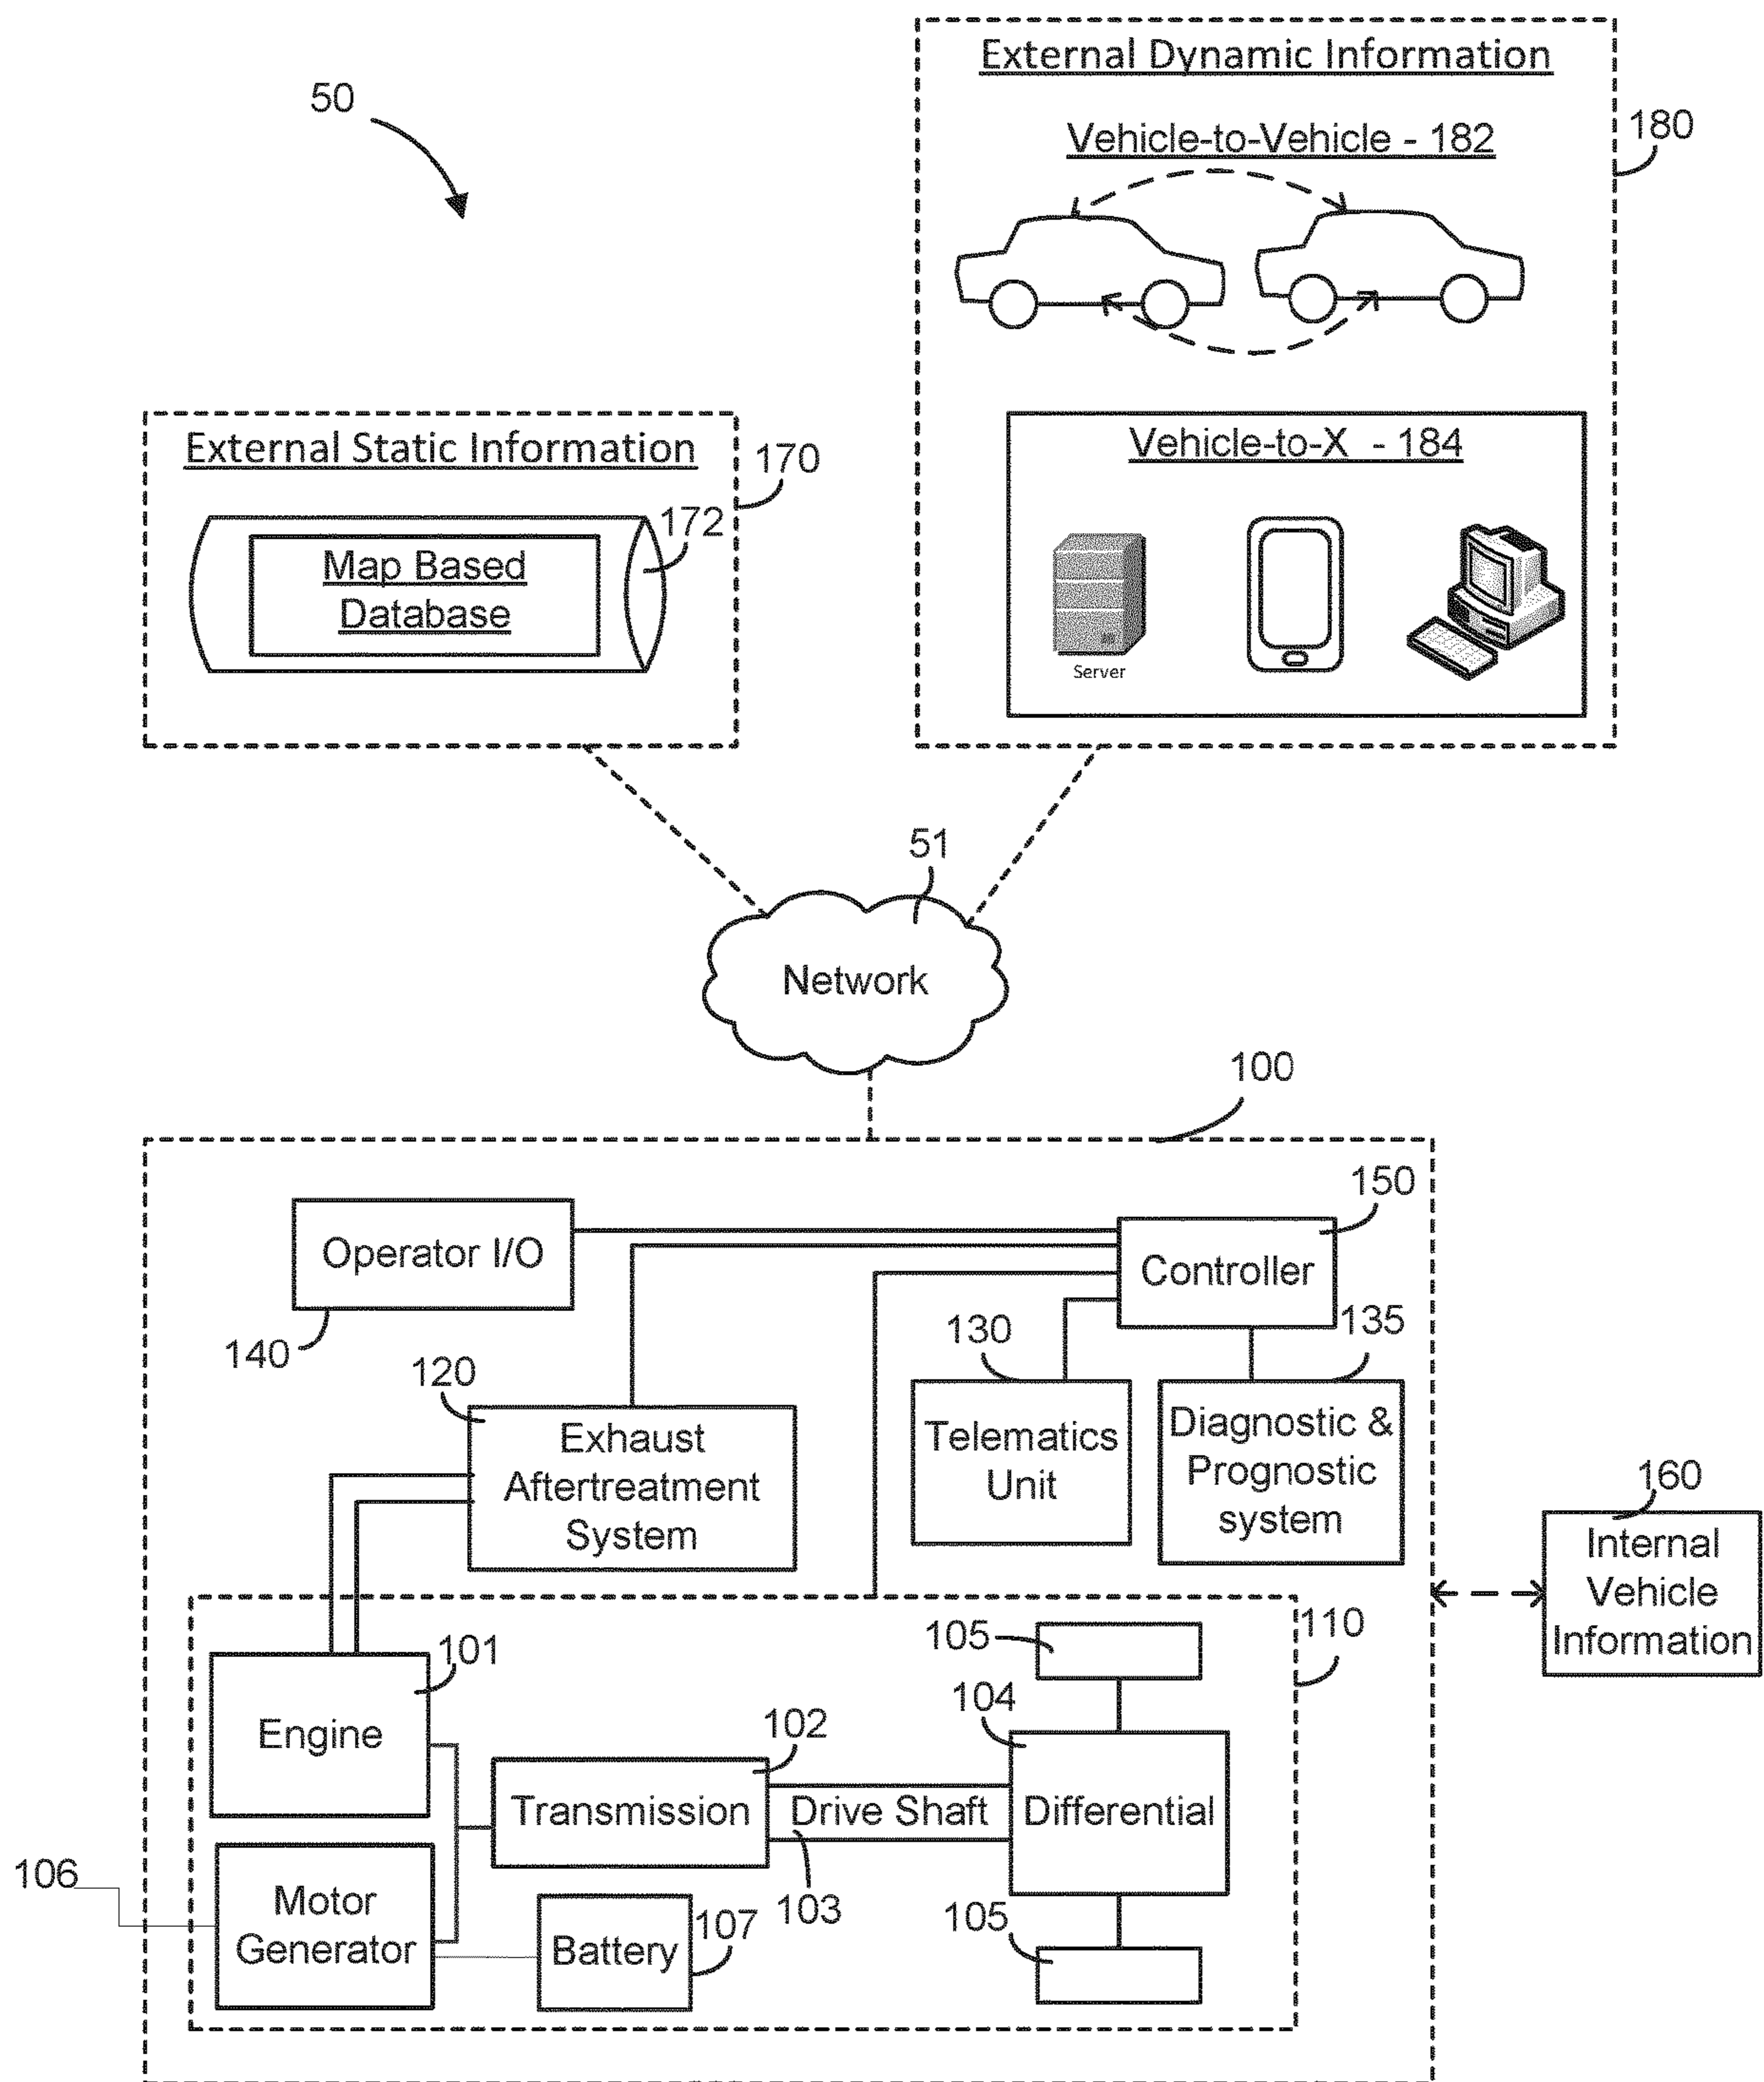 External Dynamic Information
50
180
Vehicle-to-Vehicle - 182
External Static Information
170
Vehicle-to-X - 184
172
Map Based
Database
Server
51
Network
100
150
Operator I/O
Controller
140
130
135
120
Exhaust
Aftertreatment
System
Telematics
Unit
Diagnostic &
Prognostic
system
160
Internal
Vehicle
Information
110
101
105
Engine
104
102
Transmission
Drive Shaft
Differential
106
103
Motor
Generator
107
105
Battery